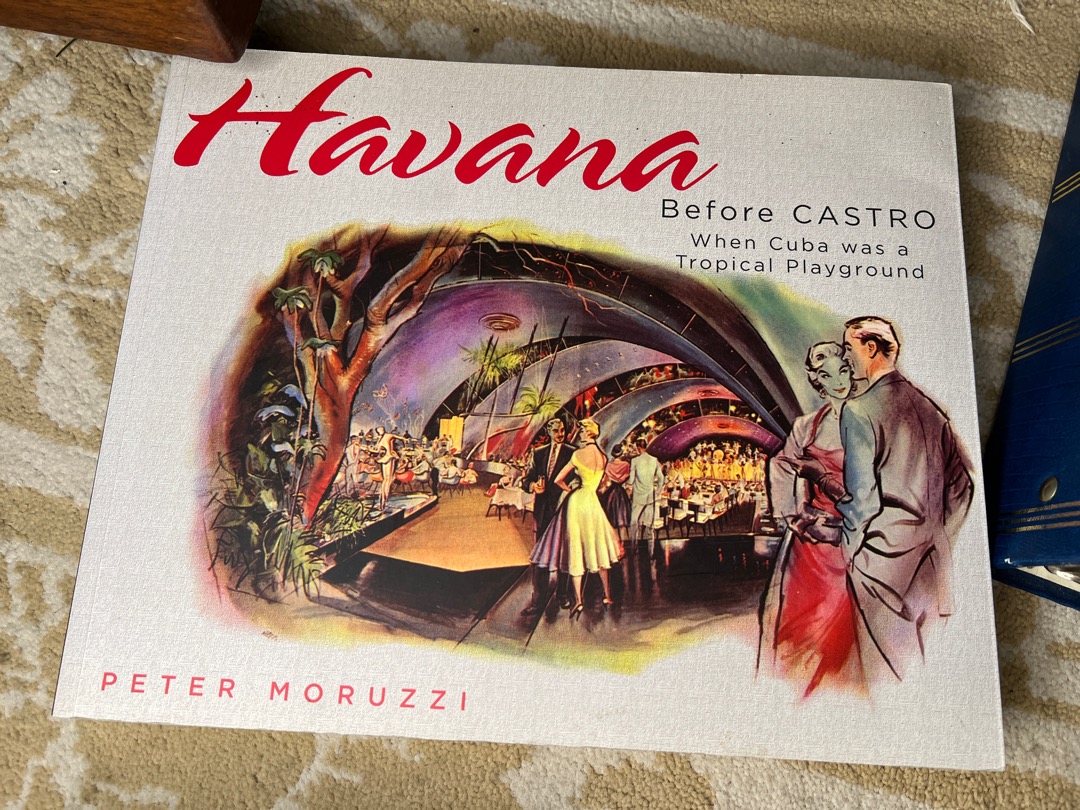 Havana
Before CASTRO
When Cuba was a
Tropical Playground
PETER MORUZZI